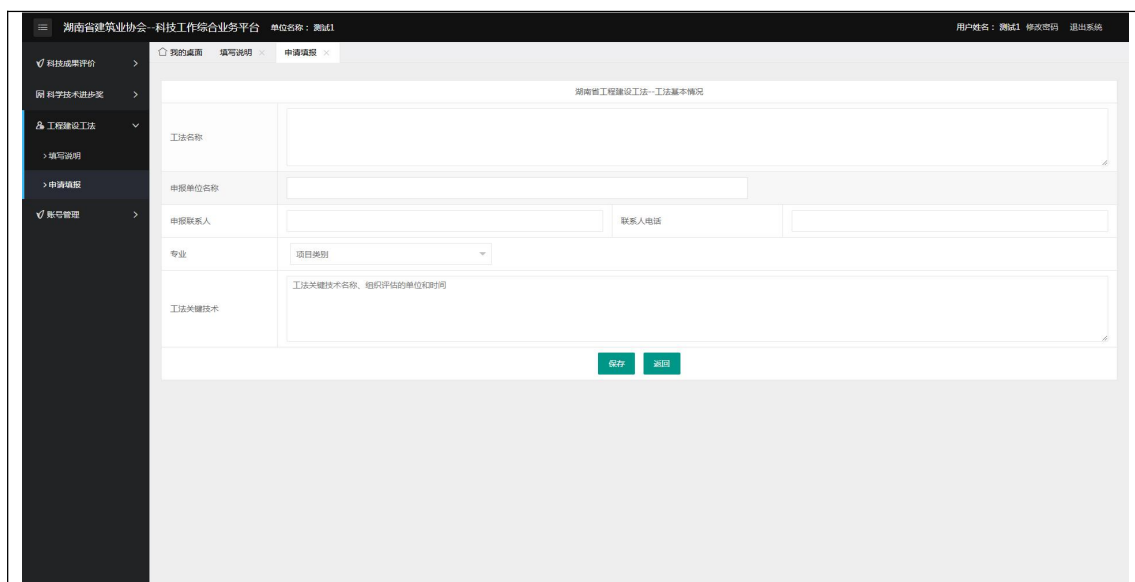 湖南省建筑业协会--科技工作综合业务平台 单位名称：测试1 用户姓名：测试1 修改密码 退出系统
我的桌面 填写说明 申请填报
科技成果评价
科学技术进步奖
工程建设工法
填写说明
申请填报
账号管理
湖南省工程建设工法--工法基本情况
工法名称
申报单位名称
申报联系人 联系人电话
专业 项目类别
工法关键技术 工法关键技术名称、组织评估的单位和时间
保存 返回